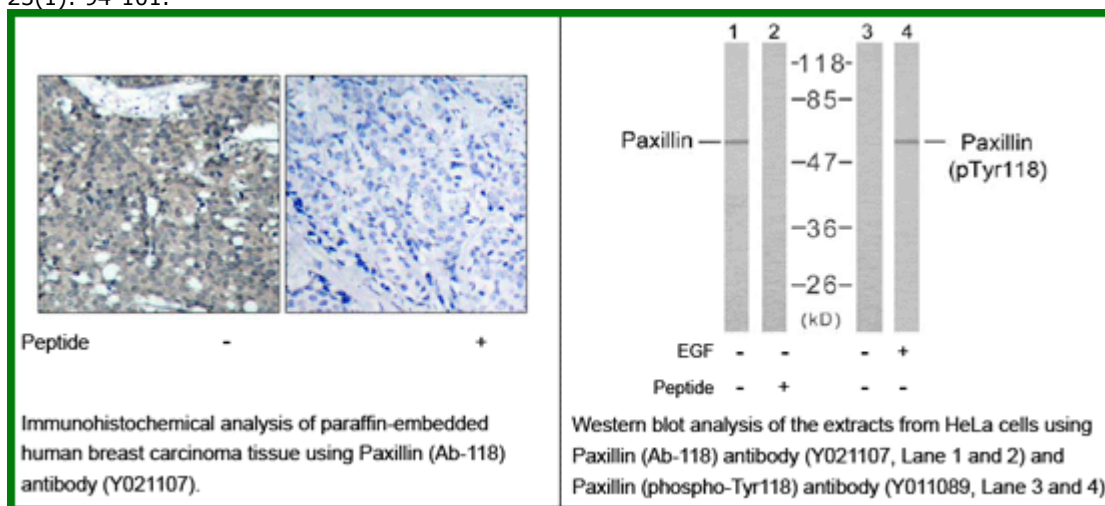 23(1): 94-101.
Peptide - +
Immunohistochemical analysis of paraffin-embedded
human breast carcinoma tissue using Paxillin (Ab-118)
antibody (Y021107).
1 2 3 4
-118-
-85-
Paxillin
-47-
Paxillin
(pTyr118)
-36-
-26-
(kD)
EGF - - - +
Peptide - + - -
Western blot analysis of the extracts from HeLa cells using
Paxillin (Ab-118) antibody (Y021107, Lane 1 and 2) and
Paxillin (phospho-Tyr118) antibody (Y011089, Lane 3 and 4)